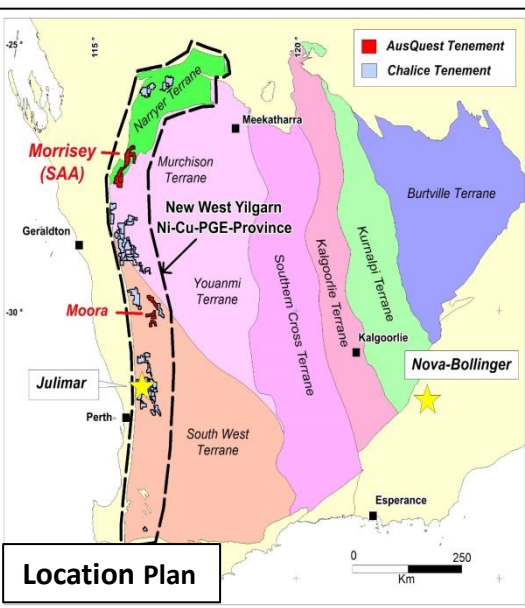 -25°
115°
120°
AusQuest Tenement
Chalice Tenement
Narryer Terrane
Meekatharra
Morrisey
(SAA)
Murchison
Terrane
Burtville Terrane
New West Yilgarn
Ni-Cu-PGE-Province
Geraldton
Kurnalpi Terrane
Kalgoorlie Terrane
Southern Cross Terrane
Youanmi
Terrane
-30°
Moora
Kalgoorlie
Nova-Bollinger
Julimar
Perth
South West
Terrane
Esperance
Location Plan
0 250
Km